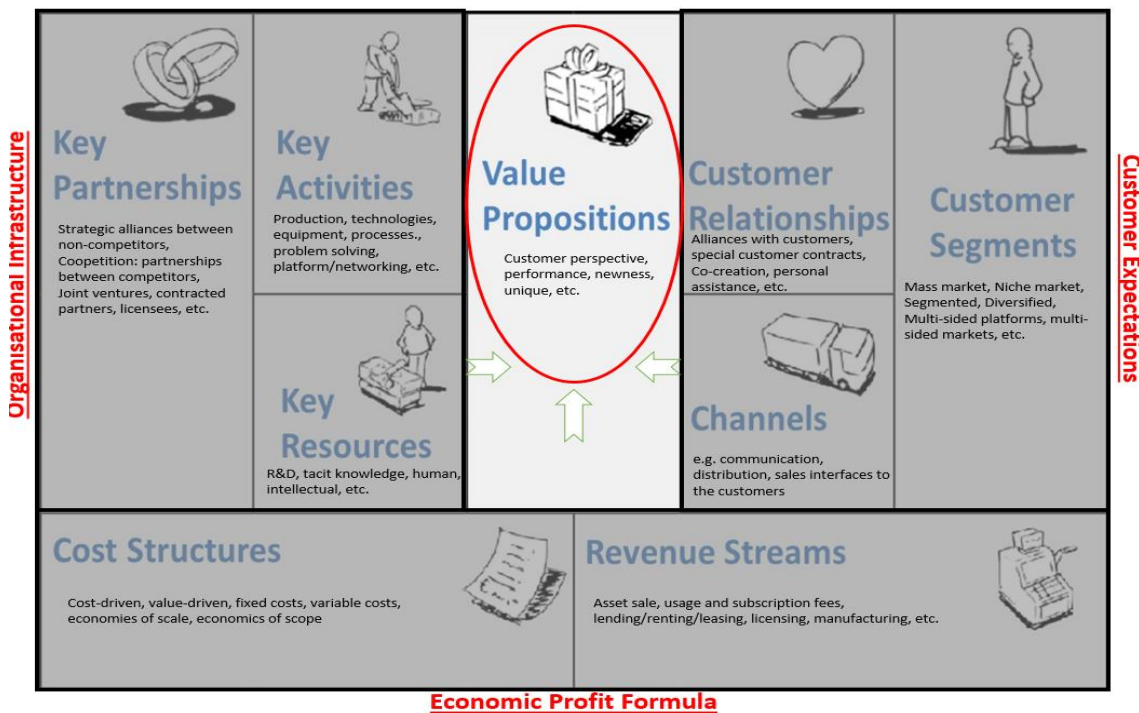 Organisational Infrastructure
Key
Partnerships
Strategic alliances between
non-competitors,
Coopetition: partnerships
between competitors,
Joint ventures, contracted
partners, licensees, etc.
Key
Activities
Production, technologies,
equipment, processes.,
problem solving,
platform/networking, etc.
Key
Resources
R&D, tacit knowledge, human,
intellectual, etc.
Value
Propositions
Customer perspective,
performance, newness,
unique, etc.
Customer
Relationships
Alliances with customers,
special customer contracts,
Co-creation, personal
assistance, etc.
Channels
e.g. communication,
distribution, sales interfaces to
the customers
Customer
Segments
Mass market, Niche market,
Segmented, Diversified,
Multi-sided platforms, multi-
sided markets, etc.
Customer Expectations
Cost Structures
Cost-driven, value-driven, fixed costs, variable costs,
economies of scale, economics of scope
Revenue Streams
Asset sale, usage and subscription fees,
lending/renting/leasing, licensing, manufacturing, etc.
Economic Profit Formula